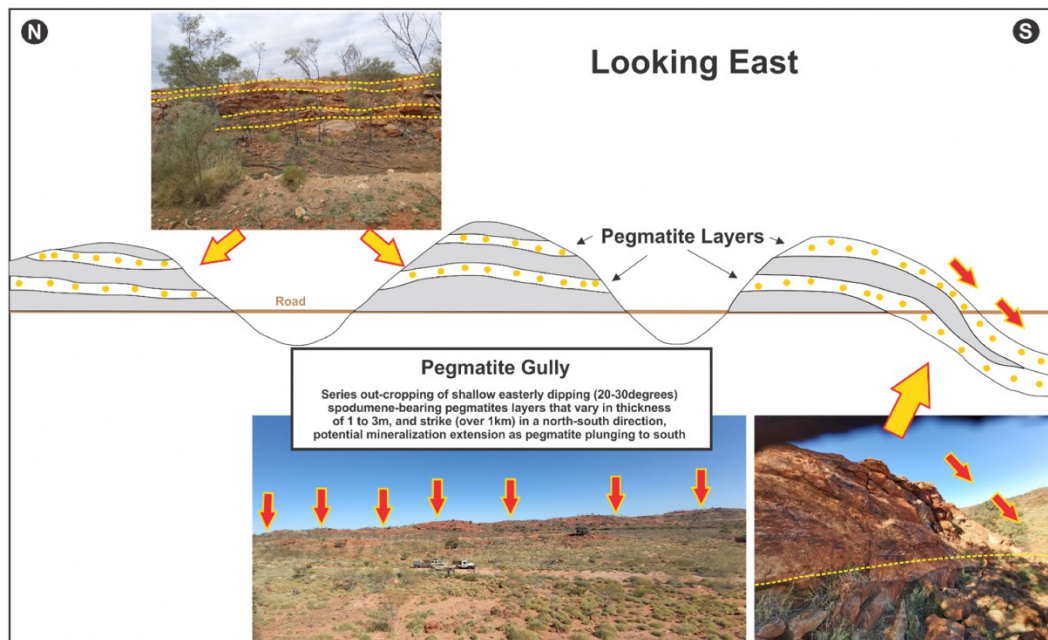 N
S
Looking East
Pegmatite Layers
Road
Pegmatite Gully
Series out-cropping of shallow easterly dipping (20-30degrees)
spodumene-bearing pegmatites layers that vary in thickness
of 1 to 3m, and strike (over 1km) in a north-south direction,
potential mineralization extension as pegmatite plunging to south